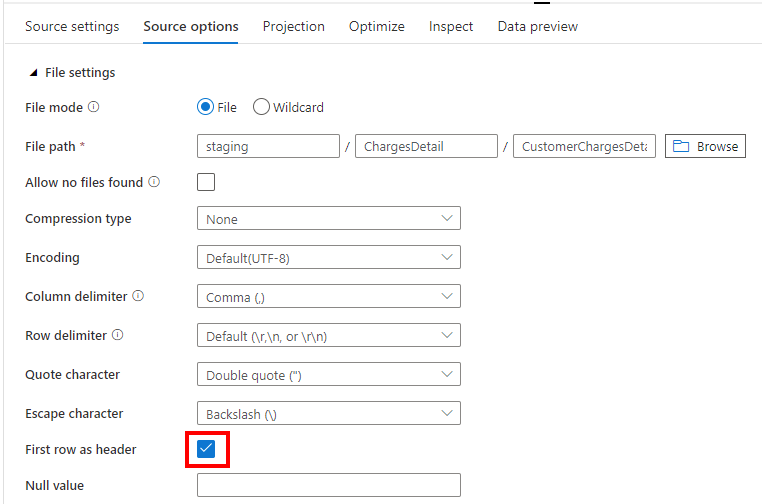 Source settings Source options Projection Optimize Inspect Data preview
File settings
File mode File Wildcard
File path * staging / ChargesDetail / CustomerChargesDeta Browse
Allow no files found
Compression type None
Encoding Default(UTF-8)
Column delimiter Comma (,)
Row delimiter Default (\r,\n, or \r\n)
Quote character Double quote (")
Escape character Backslash (\)
First row as header
Null value